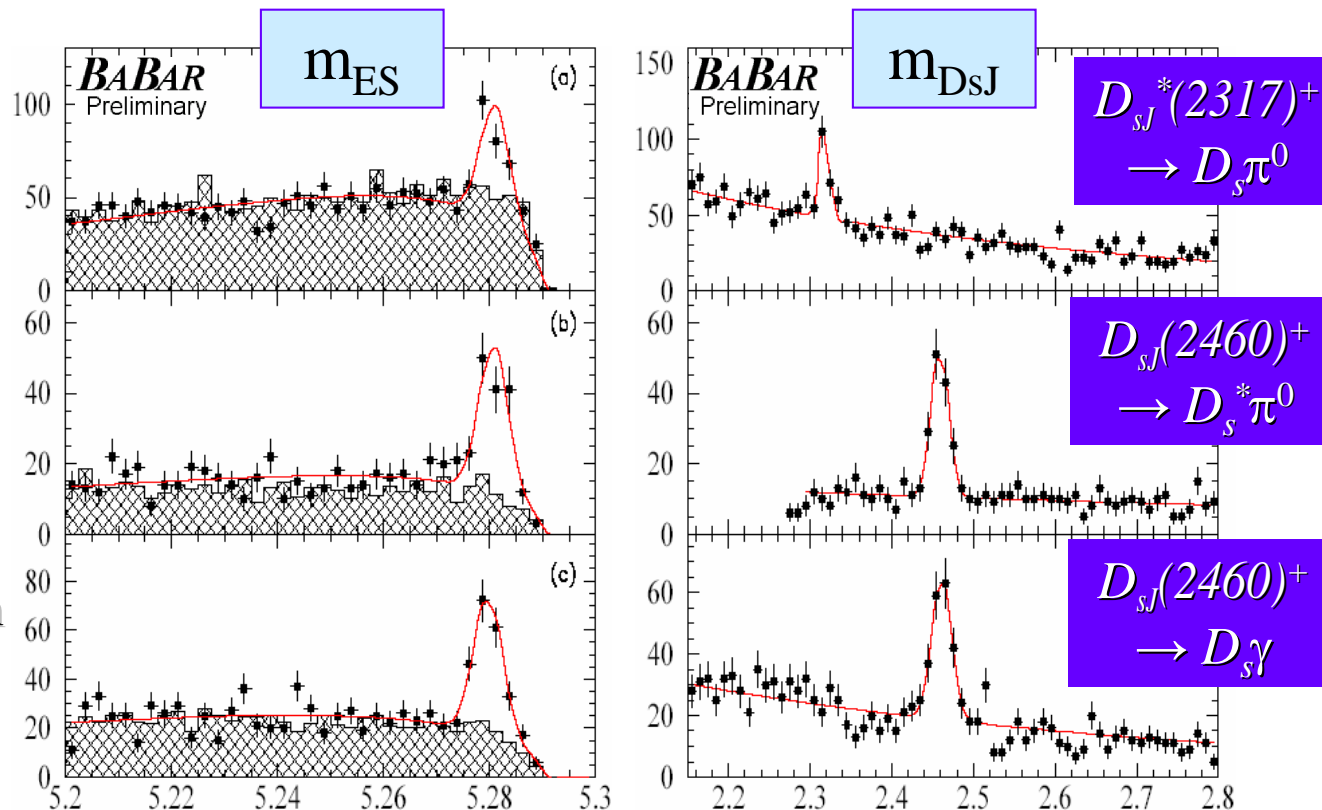 m_ES
m_DsJ
BABAR
Preliminary
(a)
100
50
0
BABAR
Preliminary
150
100
50
0
D_sJ*(2317)+
→ D_sπ0
(b)
60
40
20
0
60
40
20
0
D_sJ(2460)+
→ D_s*π0
(c)
80
60
40
20
0
60
40
20
0
D_sJ(2460)+
→ D_sγ
5.2 5.22 5.24 5.26 5.28 5.3
2.2 2.3 2.4 2.5 2.6 2.7 2.8